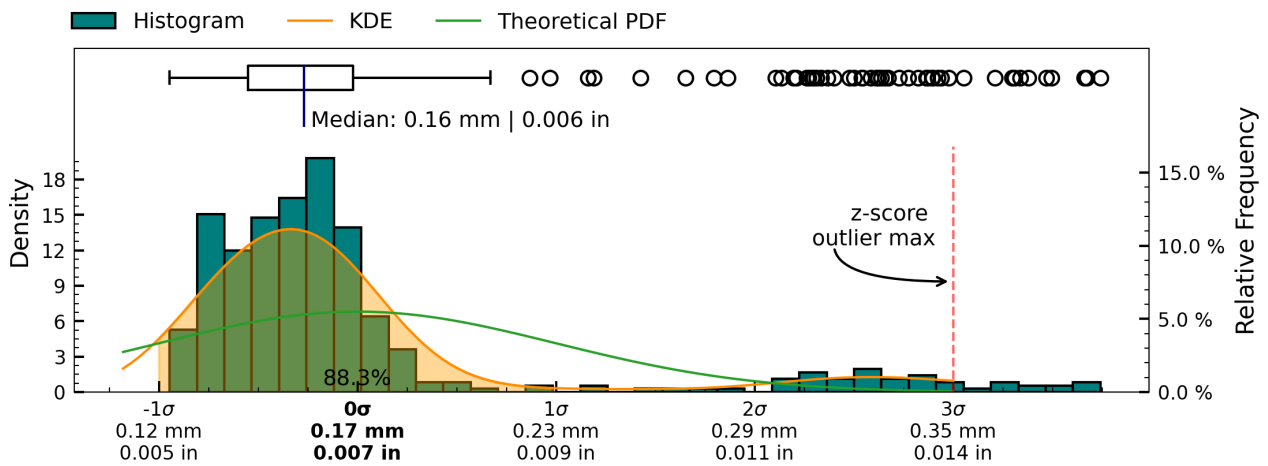 Histogram KDE Theoretical PDF
Median: 0.16 mm | 0.006 in
Density
18
15
12
9
6
3
0
88.3%
z-score
outlier max
15.0 %
10.0 %
5.0 %
0.0 %
Relative Frequency
-1σ 0σ 1σ 2σ 3σ
0.12 mm 0.17 mm 0.23 mm 0.29 mm 0.35 mm
0.005 in 0.007 in 0.009 in 0.011 in 0.014 in